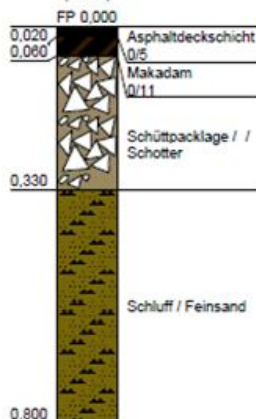 FP 0,000
0,020
Asphaltdeckschicht
0/5
0,060
Makadam
0/11
Schüttpacklage / /
Schotter
0,330
Schluff / Feinsand
0,800